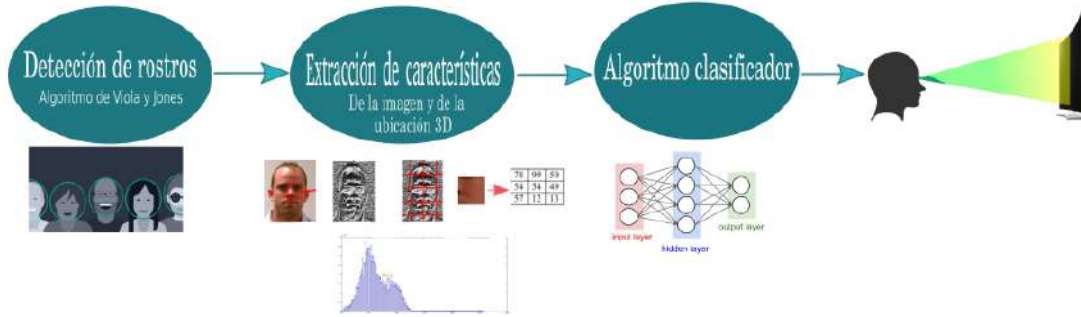 Detección de rostros
Algoritmo de Viola y Jones
Extracción de características
De la imagen y de la
ubicación 3D
Algoritmo clasificador
78 99 50
54 54 49
57 12 13
input layer
hidden layer
output layer